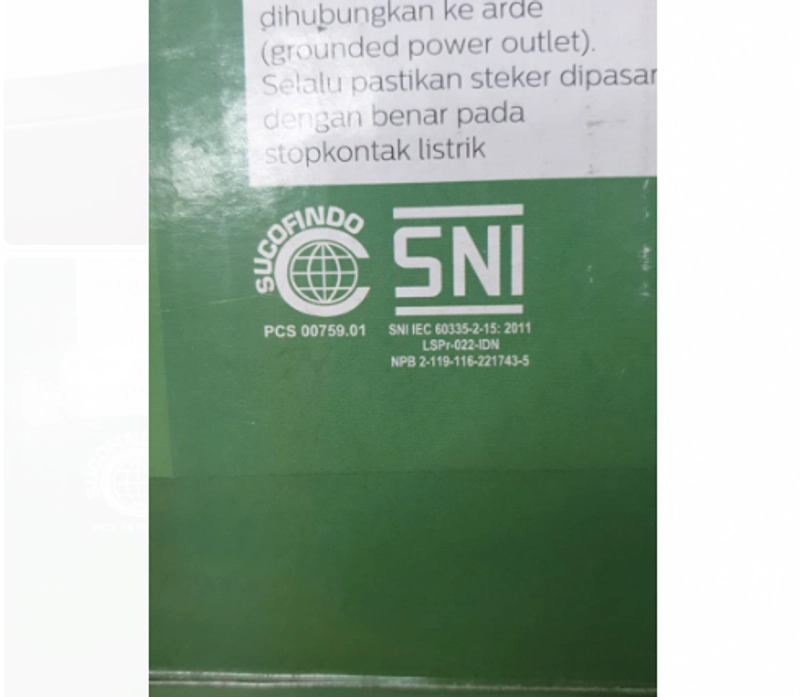 dihubungkan ke arde
(grounded power outlet).
Selalu pastikan steker dipasar
dengan benar pada
stopkontak listrik
SUCOFINDO
PCS 00759.01
SNI
SNI IEC 60335-2-15: 2011
LSPr-022-IDN
NPB 2-119-116-221743-5